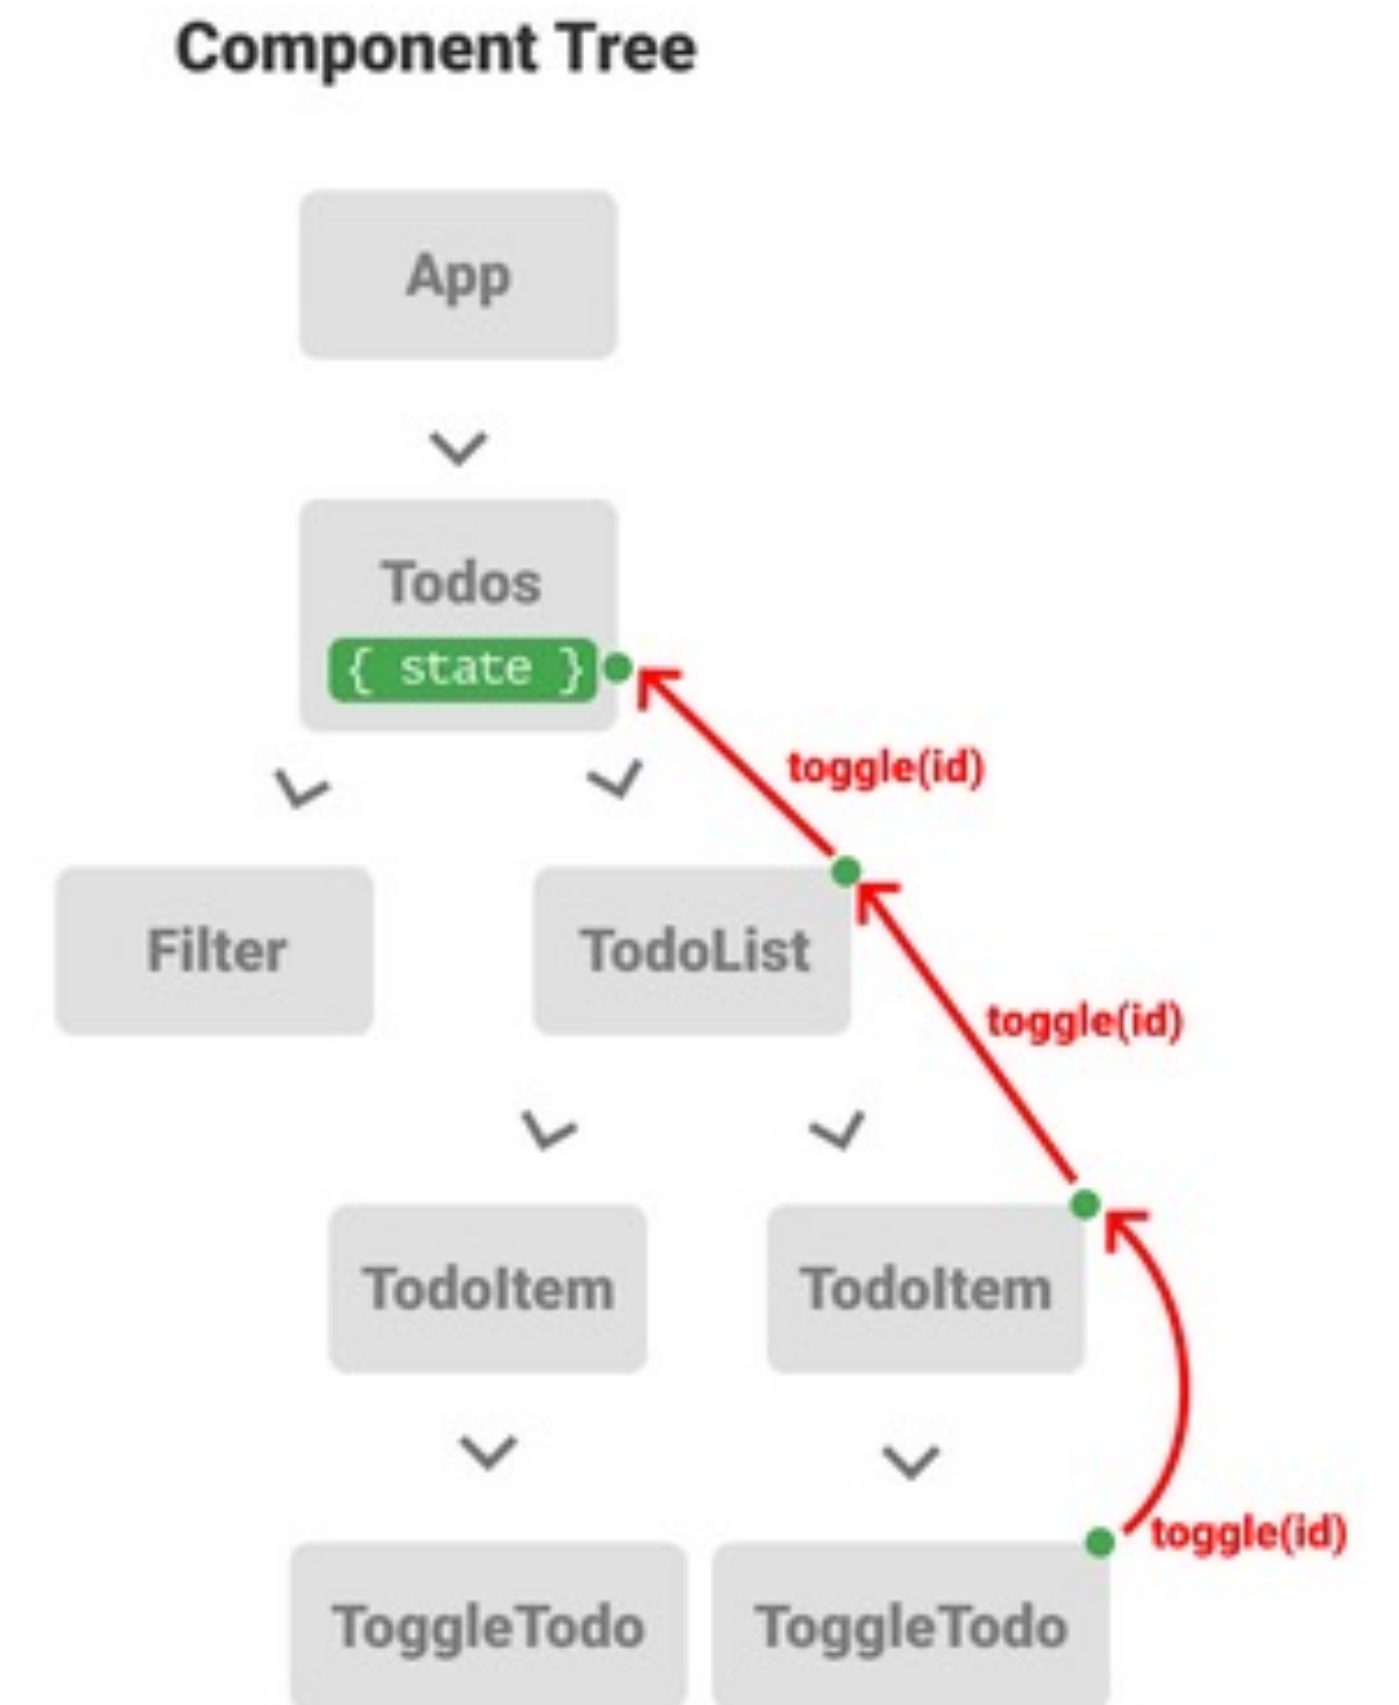 Component Tree
App
Todos
{ state }
toggle(id)
Filter
TodoList
toggle(id)
TodoItem
TodoItem
toggle(id)
ToggleTodo
ToggleTodo